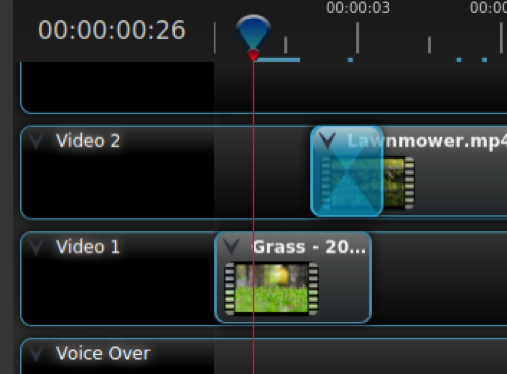 00:00:03
00:00:00:26
Video 2
Lawnmower.mp4
Video 1
Grass - 20...
Voice Over